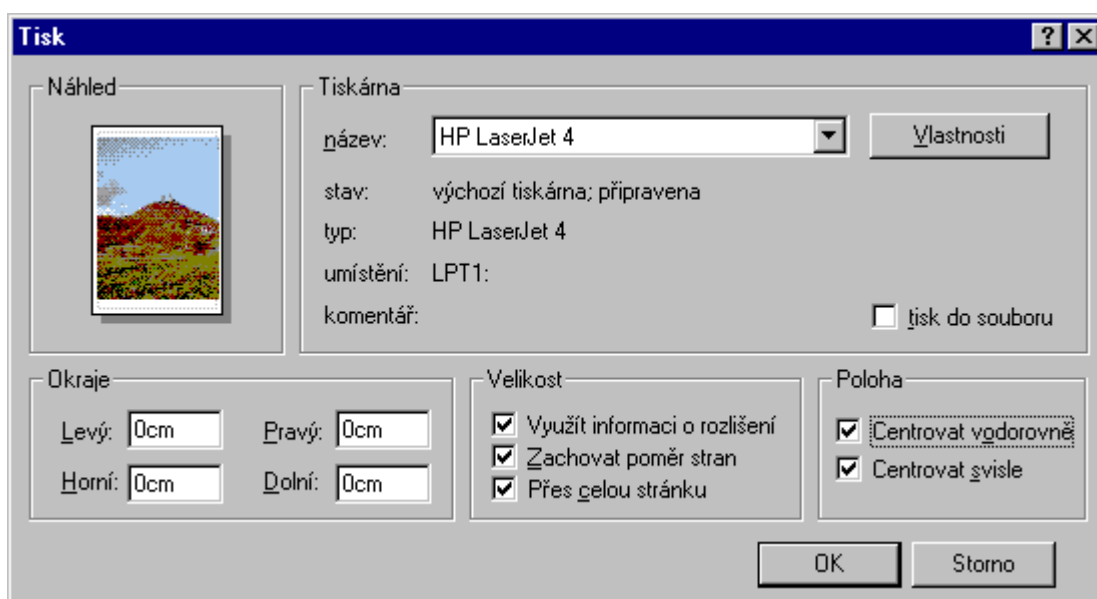 Tisk
Náhled
Tiskárna
název: HP LaserJet 4 Vlastnosti
stav: výchozí tiskárna; připravena
typ: HP LaserJet 4
umístění: LPT1:
komentář: tisk do souboru
Okraje
Levý: 0cm Pravý: 0cm
Horní: 0cm Dolní: 0cm
Velikost
Využít informaci o rozlišení
Zachovat poměr stran
Přes celou stránku
Poloha
Centrovat vodorovně
Centrovat svisle
OK Storno